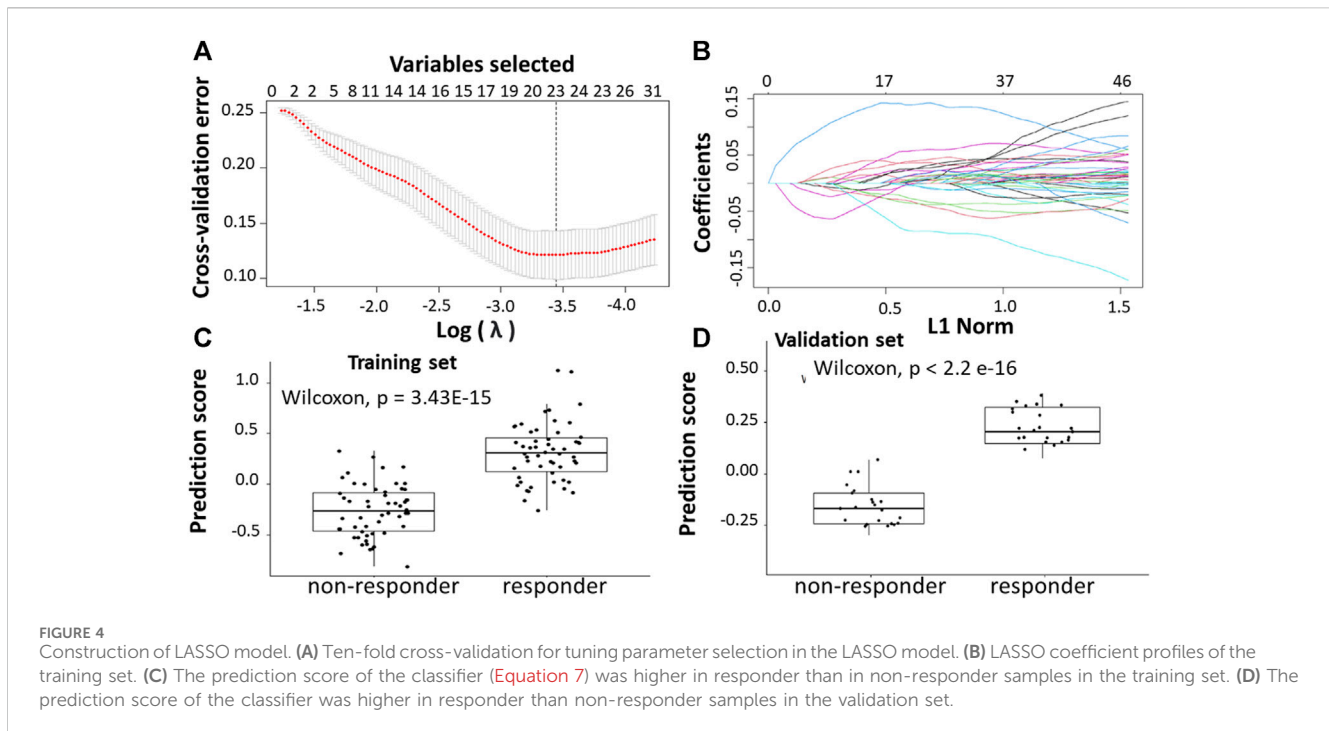 A
Variables selected
0 2 2 5 8 11 14 14 16 15 17 19 20 23 24 23 26 31
Cross-validation error
0.25
0.20
0.15
0.10
-1.5 -2.0 -2.5 -3.0 -3.5 -4.0
Log ( λ )
B
0 17 37 46
Coefficients
0.15
0.05
-0.05
-0.15
0.0 0.5 1.0 1.5
L1 Norm
C
Training set
Wilcoxon, p = 3.43E-15
Prediction score
1.0
0.5
0.0
-0.5
non-responder responder
D
Validation set
Wilcoxon, p < 2.2 e-16
Prediction score
0.50
0.25
0.00
-0.25
non-responder responder
FIGURE 4
Construction of LASSO model. (A) Ten-fold cross-validation for tuning parameter selection in the LASSO model. (B) LASSO coefficient profiles of the
training set. (C) The prediction score of the classifier (Equation 7) was higher in responder than in non-responder samples in the training set. (D) The
prediction score of the classifier was higher in responder than non-responder samples in the validation set.